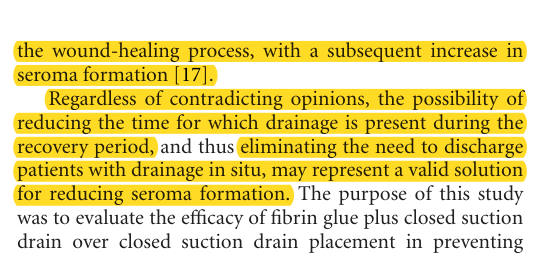 the wound-healing process, with a subsequent increase in
seroma formation [17].
Regardless of contradicting opinions, the possibility of
reducing the time for which drainage is present during the
recovery period, and thus eliminating the need to discharge
patients with drainage in situ, may represent a valid solution
for reducing seroma formation. The purpose of this study
was to evaluate the efficacy of fibrin glue plus closed suction
drain over closed suction drain placement in preventing